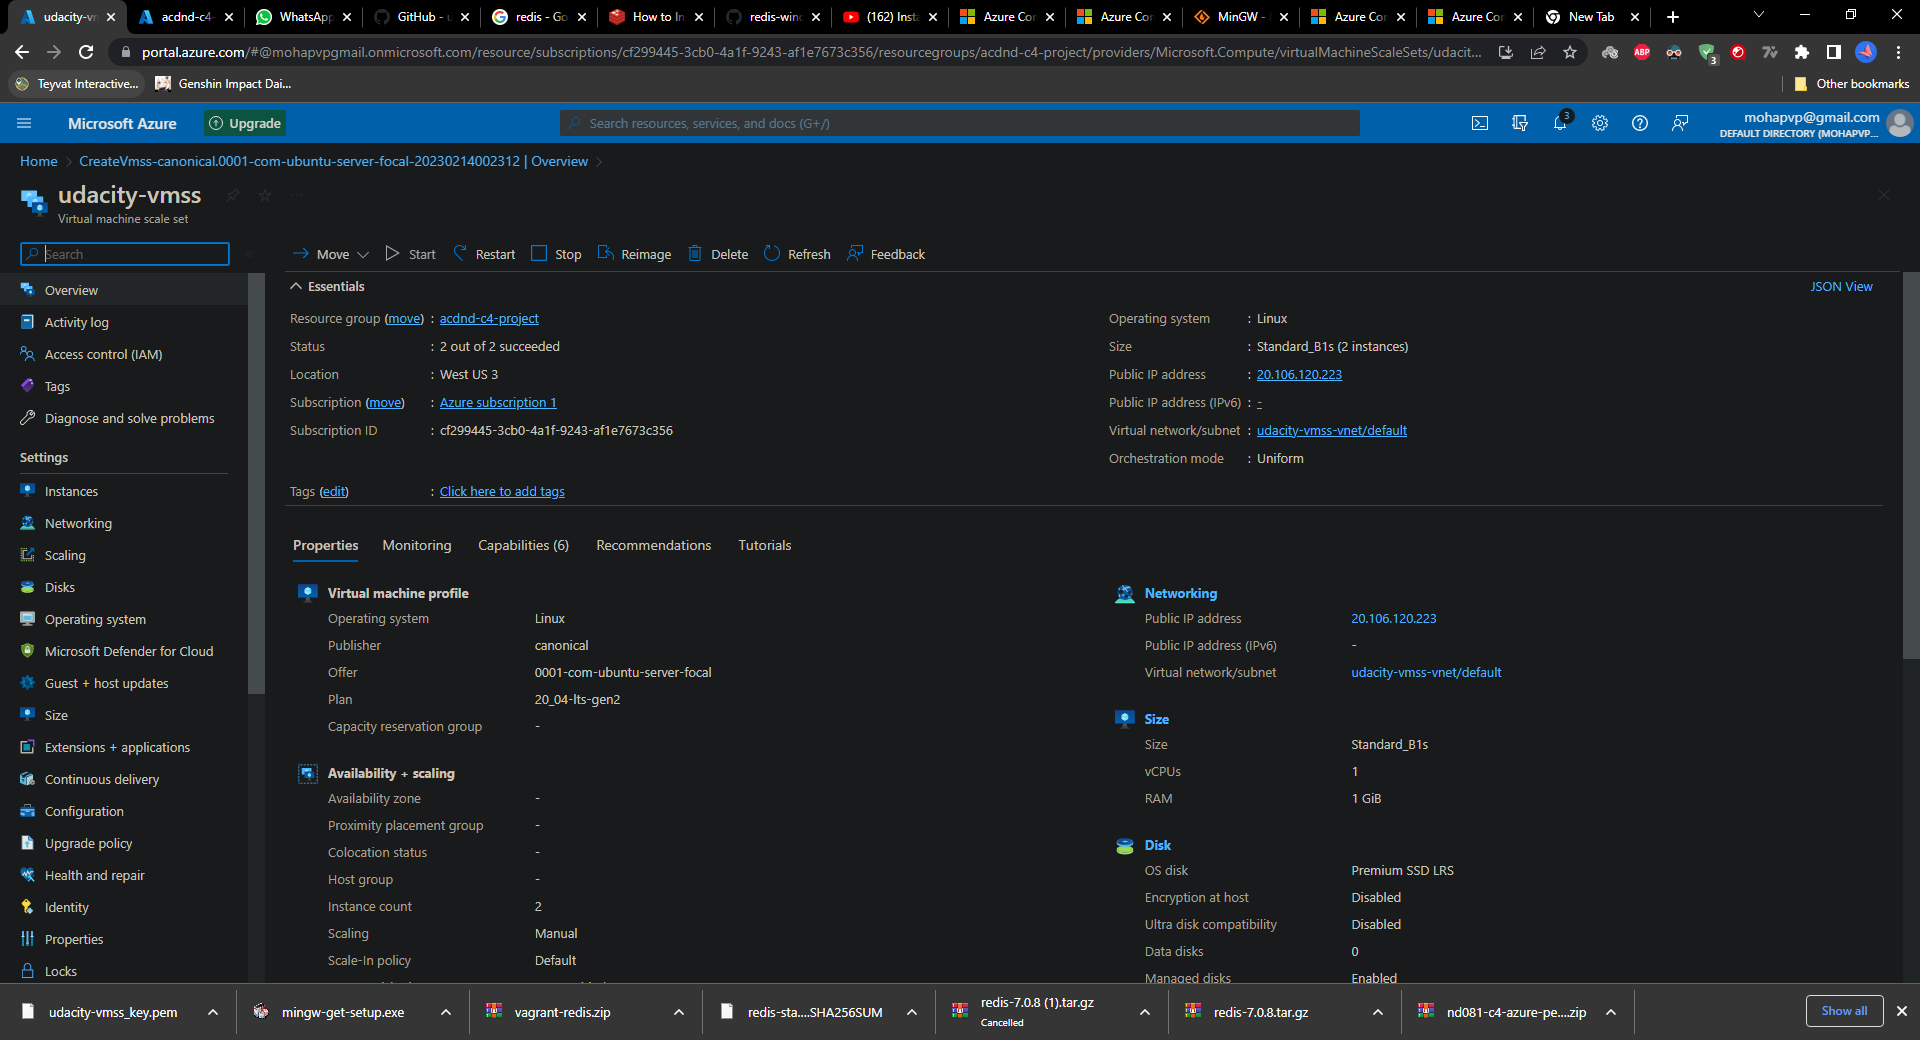 udacity-vm
acdnd-c4-
WhatsApp
GitHub - u
redis - Go
How to In
redis-wind
(162) Insta
Azure Cor
Azure Cor
MinGW -
Azure Cor
Azure Cor
New Tab
portal.azure.com/#@mohapvpgmail.onmicrosoft.com/resource/subscriptions/cf299445-3cb0-4a1f-9243-af1e7673c356/resourcegroups/acdnd-c4-project/providers/Microsoft.Compute/virtualMachineScaleSets/udacit...
ABP
3
Teyvat Interactive...
Genshin Impact Dai...
Other bookmarks
Microsoft Azure
Upgrade
Search resources, services, and docs (G+/)
3
mohapvp@gmail.com
DEFAULT DIRECTORY (MOHAPVP...
Home > CreateVmss-canonical.0001-com-ubuntu-server-focal-20230214002312 | Overview >
udacity-vmss
Virtual machine scale set
Search
Move
Start
Restart
Stop
Reimage
Delete
Refresh
Feedback
Overview
Activity log
Access control (IAM)
Tags
Diagnose and solve problems
Settings
Instances
Networking
Scaling
Disks
Operating system
Microsoft Defender for Cloud
Guest + host updates
Size
Extensions + applications
Continuous delivery
Configuration
Upgrade policy
Health and repair
Identity
Properties
Locks
Essentials
JSON View
Resource group (move) : acdnd-c4-project
Status : 2 out of 2 succeeded
Location : West US 3
Subscription (move) : Azure subscription 1
Subscription ID : cf299445-3cb0-4a1f-9243-af1e7673c356
Operating system : Linux
Size : Standard_B1s (2 instances)
Public IP address : 20.106.120.223
Public IP address (IPv6) : -
Virtual network/subnet : udacity-vmss-vnet/default
Orchestration mode : Uniform
Tags (edit) : Click here to add tags
Properties
Monitoring
Capabilities (6)
Recommendations
Tutorials
Virtual machine profile
Operating system Linux
Publisher canonical
Offer 0001-com-ubuntu-server-focal
Plan 20_04-lts-gen2
Capacity reservation group -
Availability + scaling
Availability zone -
Proximity placement group -
Colocation status -
Host group -
Instance count 2
Scaling Manual
Scale-In policy Default
Networking
Public IP address 20.106.120.223
Public IP address (IPv6) -
Virtual network/subnet udacity-vmss-vnet/default
Size
Size Standard_B1s
vCPUs 1
RAM 1 GiB
Disk
OS disk Premium SSD LRS
Encryption at host Disabled
Ultra disk compatibility Disabled
Data disks 0
Managed disks Enabled
udacity-vmss_key.pem
mingw-get-setup.exe
vagrant-redis.zip
redis-sta....SHA256SUM
redis-7.0.8 (1).tar.gz
Cancelled
redis-7.0.8.tar.gz
nd081-c4-azure-pe....zip
Show all